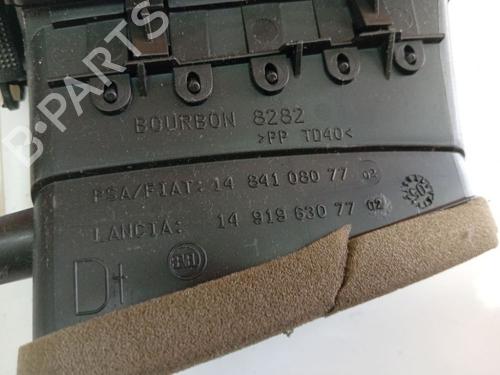 B-PARTS
BOURBON 8282
>PP TD40<
PSA/FIAT: 14 841 080 77 02
LANCIA: 14 919 630 77 02
Dt